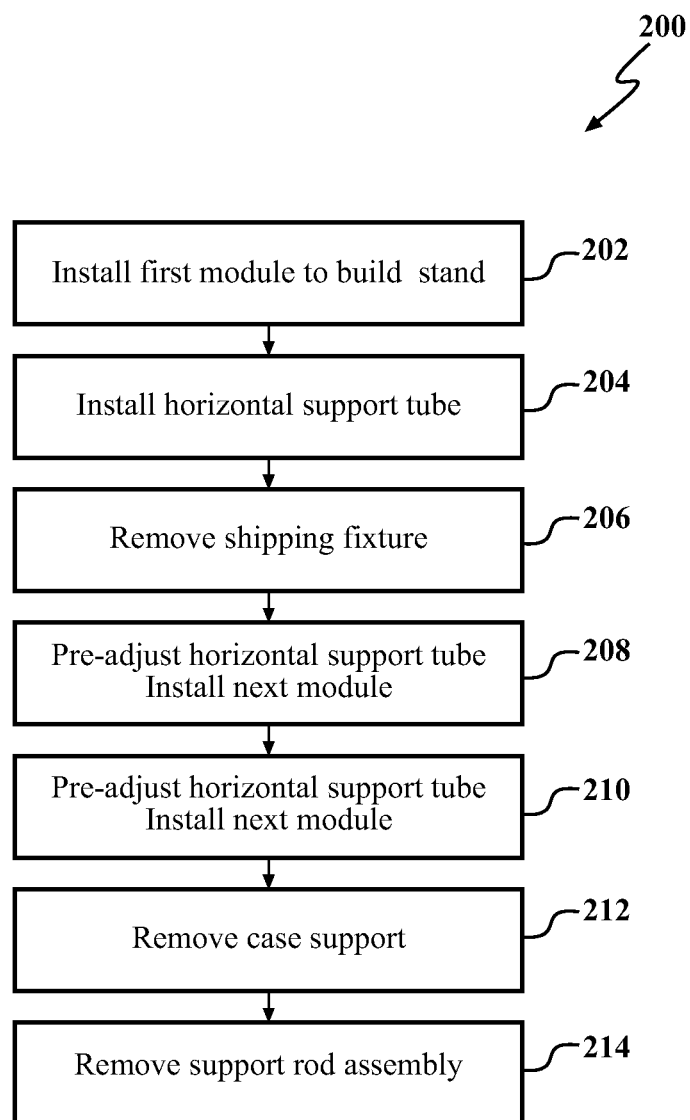 200
Install first module to build stand
202
Install horizontal support tube
204
Remove shipping fixture
206
Pre-adjust horizontal support tube
Install next module
208
Pre-adjust horizontal support tube
Install next module
210
Remove case support
212
Remove support rod assembly
214